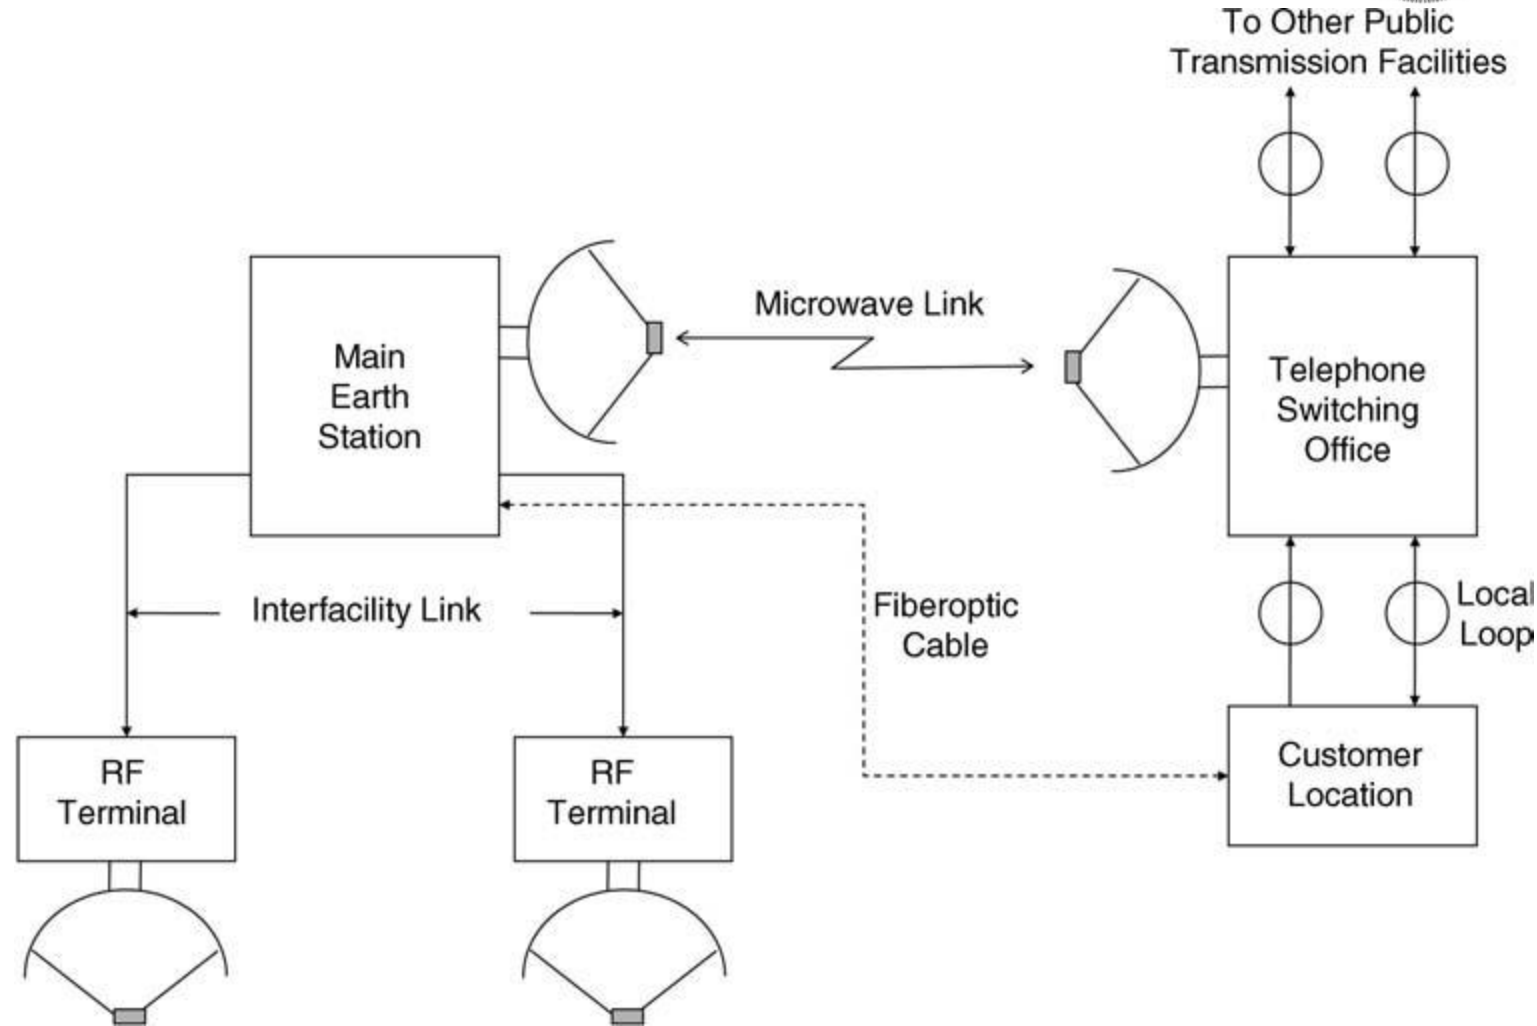 To Other Public
Transmission Facilities
Microwave Link
Main
Earth
Station
Telephone
Switching
Office
Interfacility Link
Fiberoptic
Cable
Local
Loop
RF
Terminal
RF
Terminal
Customer
Location